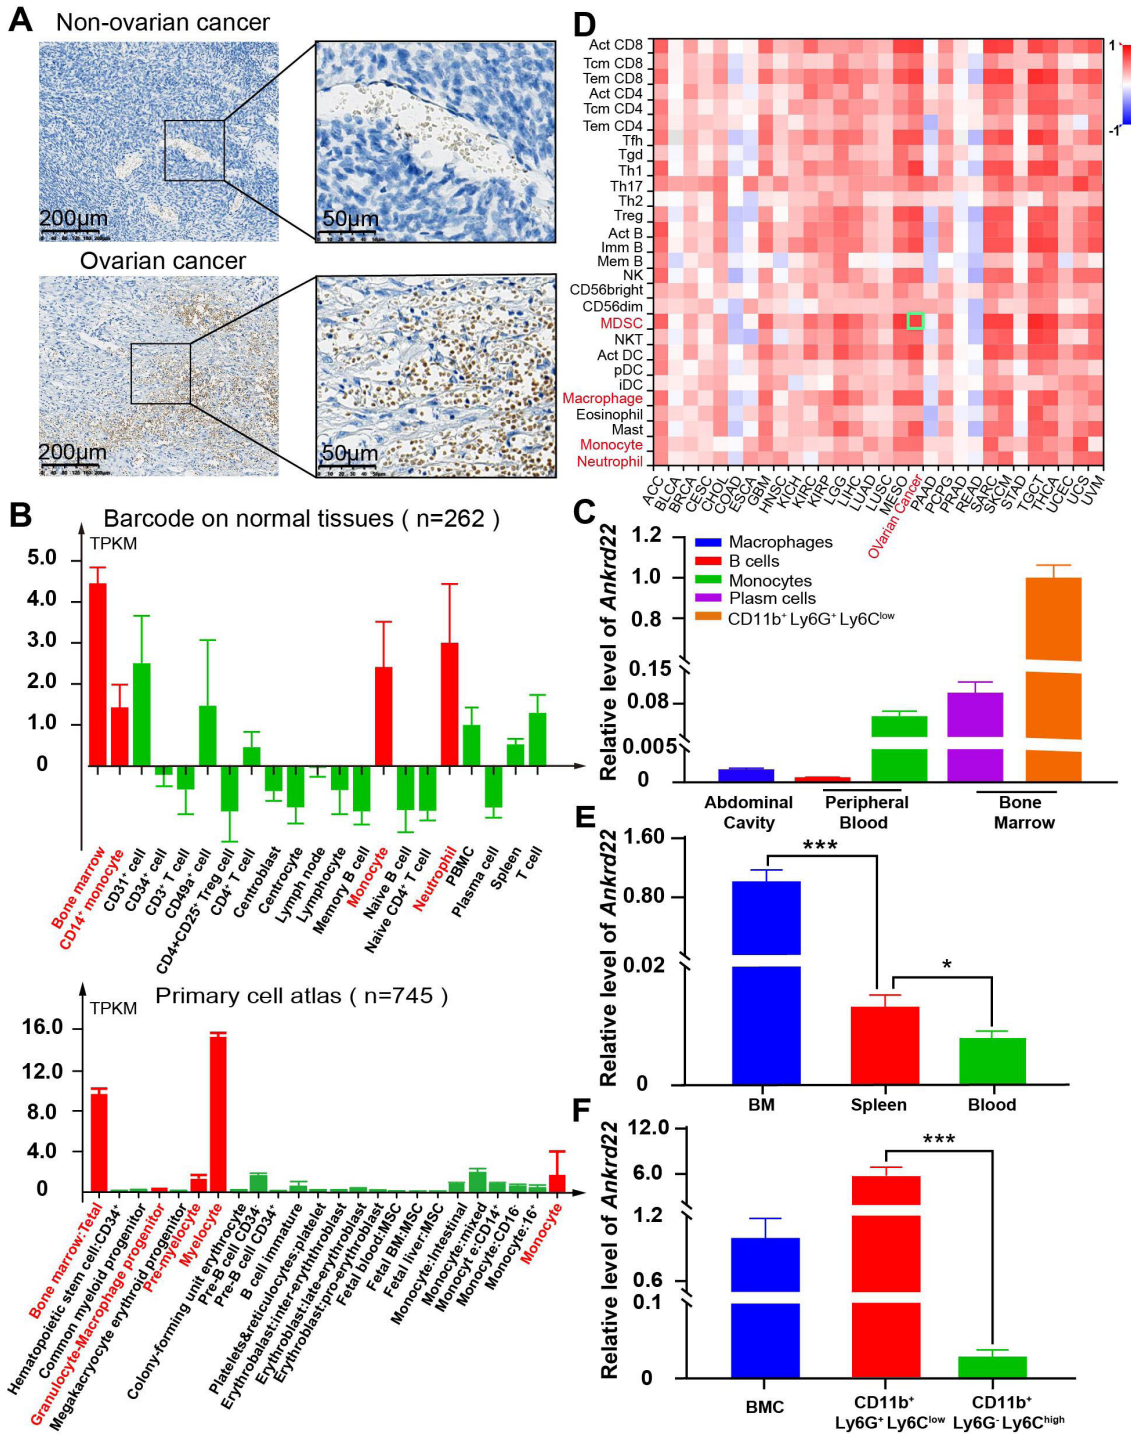 A
Non-ovarian cancer
200μm
50μm
Ovarian cancer
200μm
50μm
B
Barcode on normal tissues ( n=262 )
TPKM
5.0
4.0
3.0
2.0
1.0
0
Bone marrow
CD14⁺ monocyte
CD31⁺ cell
CD34⁺ cell
CD3⁺ T cell
CD49a⁺ cell
CD4+CD25⁺ Treg cell
CD4⁺ T cell
Centroblast
Centrocyte
Lymph node
Lymphocyte
Memory B cell
Monocyte
Naive B cell
Naive CD4⁺ T cell
Neutrophil
PBMC
Plasma cell
Spleen
T cell
Primary cell atlas ( n=745 )
TPKM
16.0
12.0
8.0
4.0
0
Bone marrow:Tetal
Hematopoietic stem cell:CD34⁺
Common myeloid progenitor
Granulocyte-Macrophage progenitor
Megakacryocyte erythroid progenitor
Pre-myelocyte
Myelocyte
Colony-forming unit erythrocyte
Pre-B cell CD34⁻
Pre-B cell CD34⁺
B cell immature
Platelets&reticulocytes:platelet
Erythrobalast:inter-erythtroblast
Erythroblast:late-erythroblast
Erythroblast:pro-erythroblast
Fetal blood:MSC
Fetal BM:MSC
Fetal liver:MSC
Monocyte:Intestinal
Monocyte:mixed
Monocyt e:CD14⁺
Monocyte:CD16⁻
Monocyte:16⁺
Monocyte
D
Act CD8
Tcm CD8
Tem CD8
Act CD4
Tcm CD4
Tem CD4
Tfh
Tgd
Th1
Th17
Th2
Treg
Act B
Imm B
Mem B
NK
CD56bright
CD56dim
MDSC
NKT
Act DC
pDC
iDC
Macrophage
Eosinophil
Mast
Monocyte
Neutrophil
1
-1
ACC
BLCA
BRCA
CESC
CHOL
COAD
ESCA
GBM
HNSC
KICH
KIRC
KIRP
LGG
LIHC
LUAD
LUSC
MESO
OVarian Cancer
PAAD
PCPG
PRAD
READ
SARC
SKCM
STAD
TGCT
THCA
UCEC
UCS
UVM
C
Relative level of Ankrd22
1.2
1.0
0.8
0.15
0.08
0.005
0
Macrophages
B cells
Monocytes
Plasm cells
CD11b⁺ Ly6G⁺ Ly6Cˡᵒʷ
Abdominal
Cavity
Peripheral
Blood
Bone
Marrow
E
Relative level of Ankrd22
1.60
0.80
0.02
0
***
*
BM
Spleen
Blood
F
Relative level of Ankrd22
12.0
6.0
1.2
0.6
0.1
0
***
BMC
CD11b⁺
Ly6G⁺ Ly6Cˡᵒʷ
CD11b⁺
Ly6G⁻ Ly6Cʰⁱᵍʰ